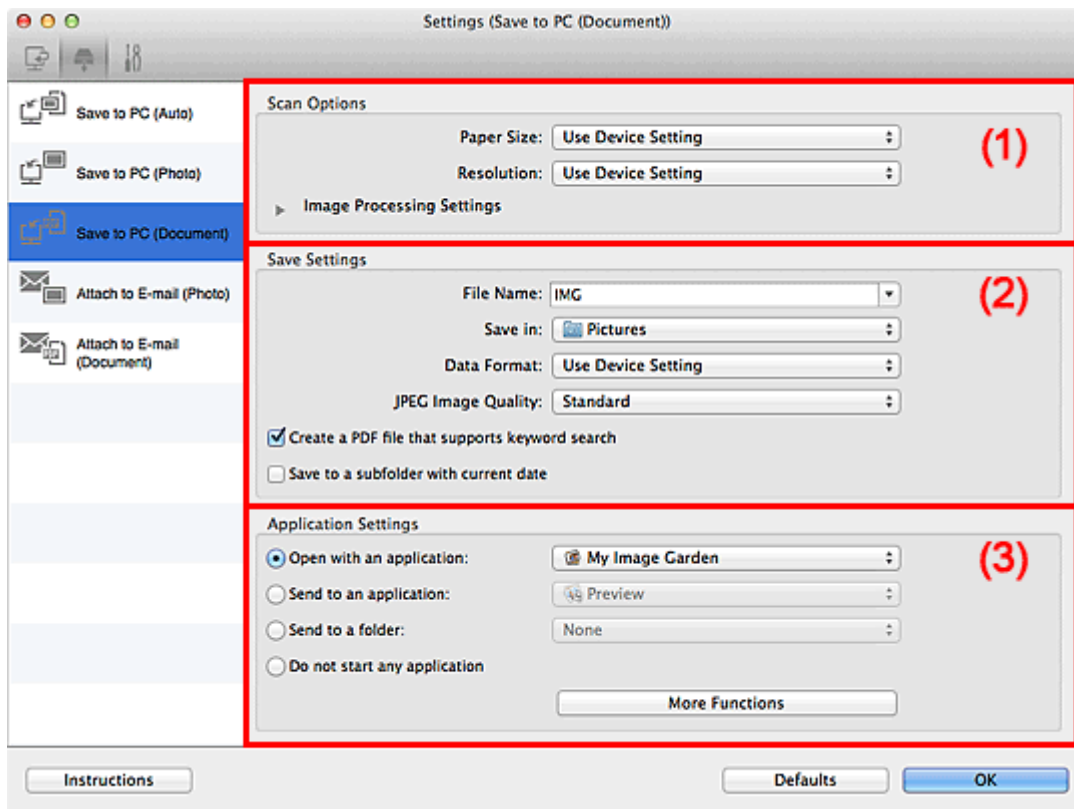 Settings (Save to PC (Document))
Save to PC (Auto)
Save to PC (Photo)
Save to PC (Document)
Attach to E-mail (Photo)
Attach to E-mail
(Document)
Scan Options
(1)
Paper Size: Use Device Setting
Resolution: Use Device Setting
Image Processing Settings
Save Settings
(2)
File Name: IMG
Save in: Pictures
Data Format: Use Device Setting
JPEG Image Quality: Standard
Create a PDF file that supports keyword search
Save to a subfolder with current date
Application Settings
(3)
Open with an application: My Image Garden
Send to an application: Preview
Send to a folder: None
Do not start any application
More Functions
Instructions
Defaults
OK